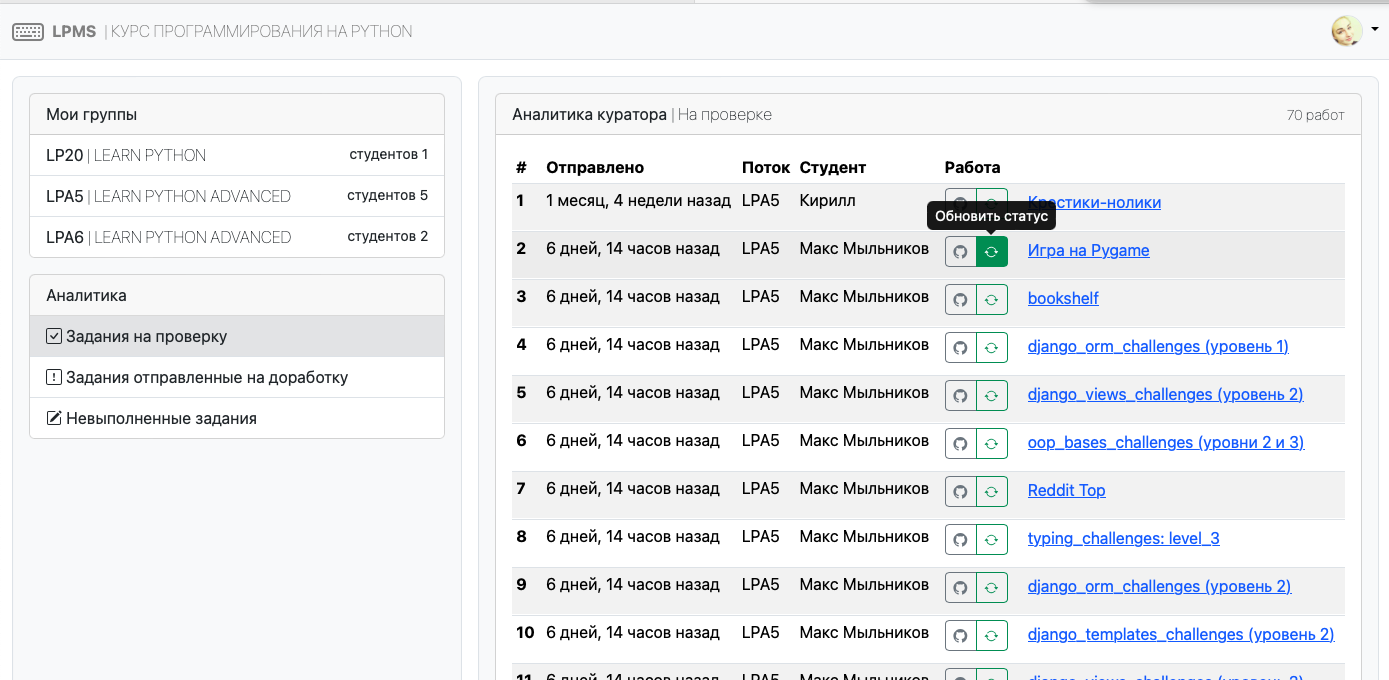 LPMS | КУРС ПРОГРАММИРОВАНИЯ НА PYTHON
Мои группы
LP20 | LEARN PYTHON студентов 1
LPA5 | LEARN PYTHON ADVANCED студентов 5
LPA6 | LEARN PYTHON ADVANCED студентов 2
Аналитика
Задания на проверку
Задания отправленные на доработку
Невыполненные задания
Аналитика куратора | На проверке 70 работ
# Отправлено Поток Студент Работа
1 1 месяц, 4 недели назад LPA5 Кирилл Крестики-нолики
Обновить статус
2 6 дней, 14 часов назад LPA5 Макс Мыльников Игра на Pygame
3 6 дней, 14 часов назад LPA5 Макс Мыльников bookshelf
4 6 дней, 14 часов назад LPA5 Макс Мыльников django_orm_challenges (уровень 1)
5 6 дней, 14 часов назад LPA5 Макс Мыльников django_views_challenges (уровень 2)
6 6 дней, 14 часов назад LPA5 Макс Мыльников oop_bases_challenges (уровни 2 и 3)
7 6 дней, 14 часов назад LPA5 Макс Мыльников Reddit Top
8 6 дней, 14 часов назад LPA5 Макс Мыльников typing_challenges: level_3
9 6 дней, 14 часов назад LPA5 Макс Мыльников django_orm_challenges (уровень 2)
10 6 дней, 14 часов назад LPA5 Макс Мыльников django_templates_challenges (уровень 2)
11 6 дней, 14 часов назад LPA5 Макс Мыльников